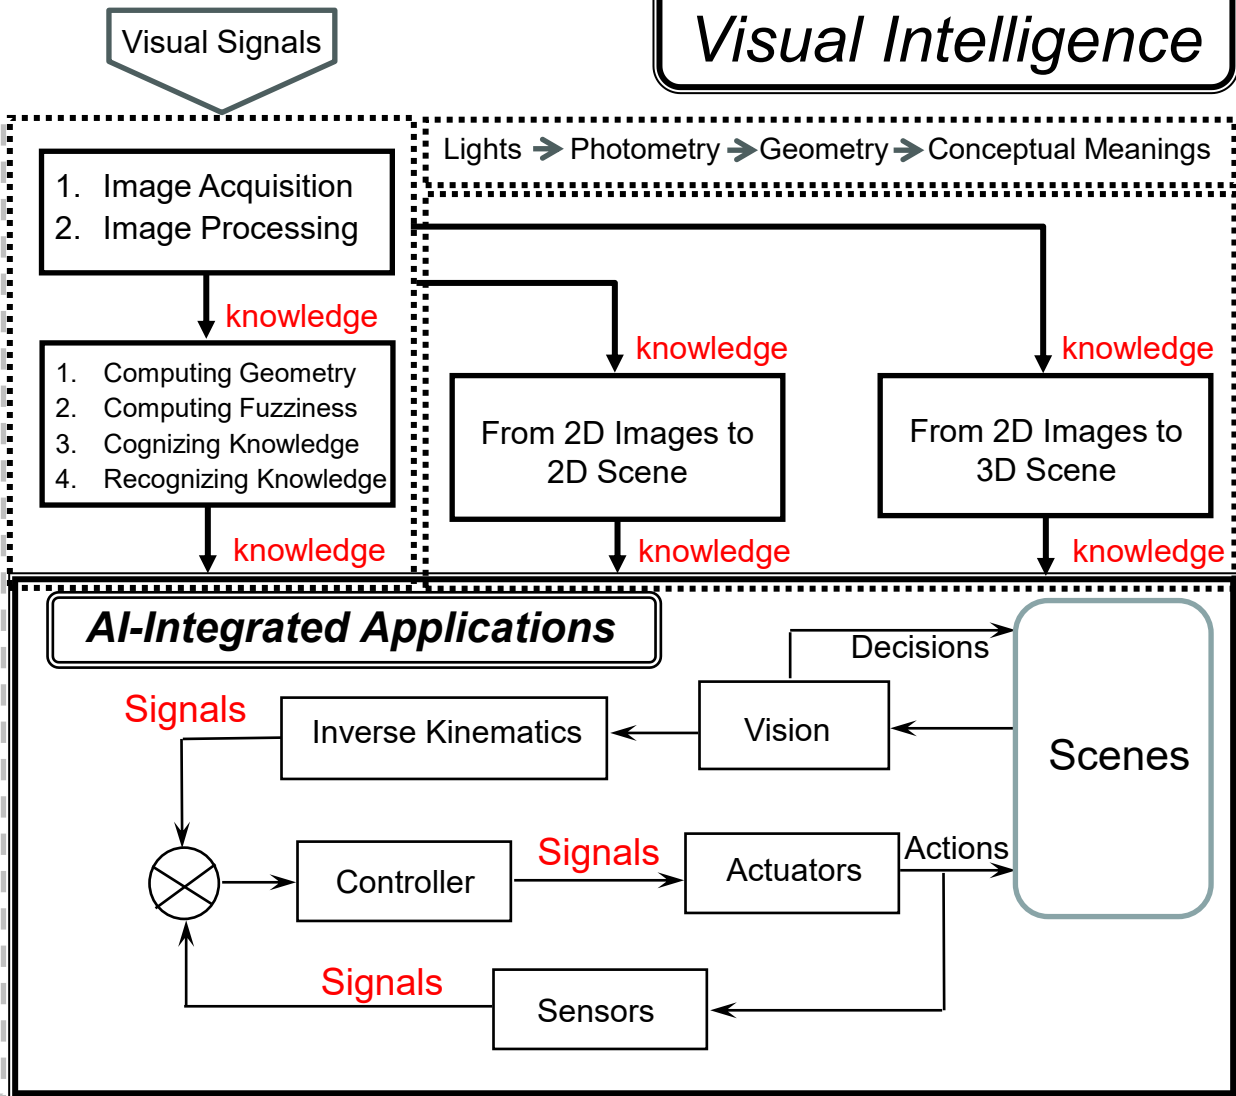 Visual Signals
Visual Intelligence
Lights → Photometry → Geometry → Conceptual Meanings
1. Image Acquisition
2. Image Processing
knowledge
1. Computing Geometry
2. Computing Fuzziness
3. Cognizing Knowledge
4. Recognizing Knowledge
knowledge
knowledge
From 2D Images to
2D Scene
knowledge
knowledge
From 2D Images to
3D Scene
knowledge
AI-Integrated Applications
Decisions
Signals
Inverse Kinematics
Vision
Scenes
Controller
Signals
Actuators
Actions
Signals
Sensors